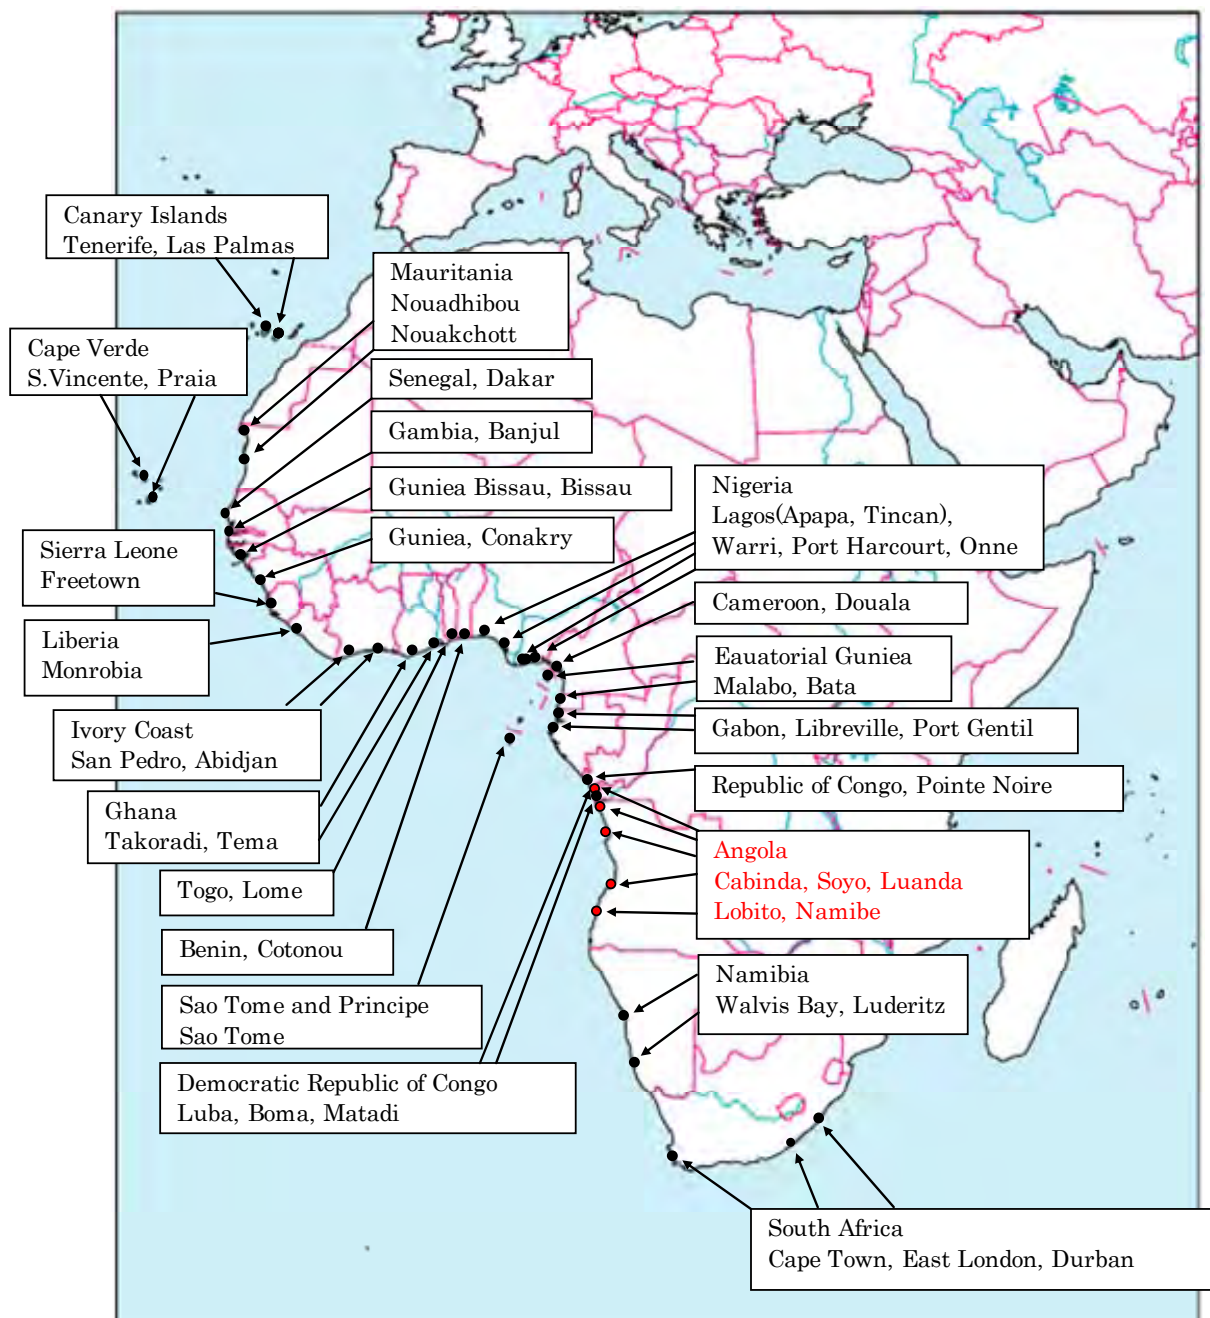 Canary Islands
Tenerife, Las Palmas
Mauritania
Nouadhibou
Nouakchott
Cape Verde
S.Vincente, Praia
Senegal, Dakar
Gambia, Banjul
Guniea Bissau, Bissau
Guniea, Conakry
Nigeria
Lagos(Apapa, Tincan),
Warri, Port Harcourt, Onne
Sierra Leone
Freetown
Cameroon, Douala
Liberia
Monrobia
Eauatorial Guniea
Malabo, Bata
Ivory Coast
San Pedro, Abidjan
Gabon, Libreville, Port Gentil
Republic of Congo, Pointe Noire
Ghana
Takoradi, Tema
Angola
Cabinda, Soyo, Luanda
Lobito, Namibe
Togo, Lome
Benin, Cotonou
Namibia
Walvis Bay, Luderitz
Sao Tome and Principe
Sao Tome
Democratic Republic of Congo
Luba, Boma, Matadi
South Africa
Cape Town, East London, Durban